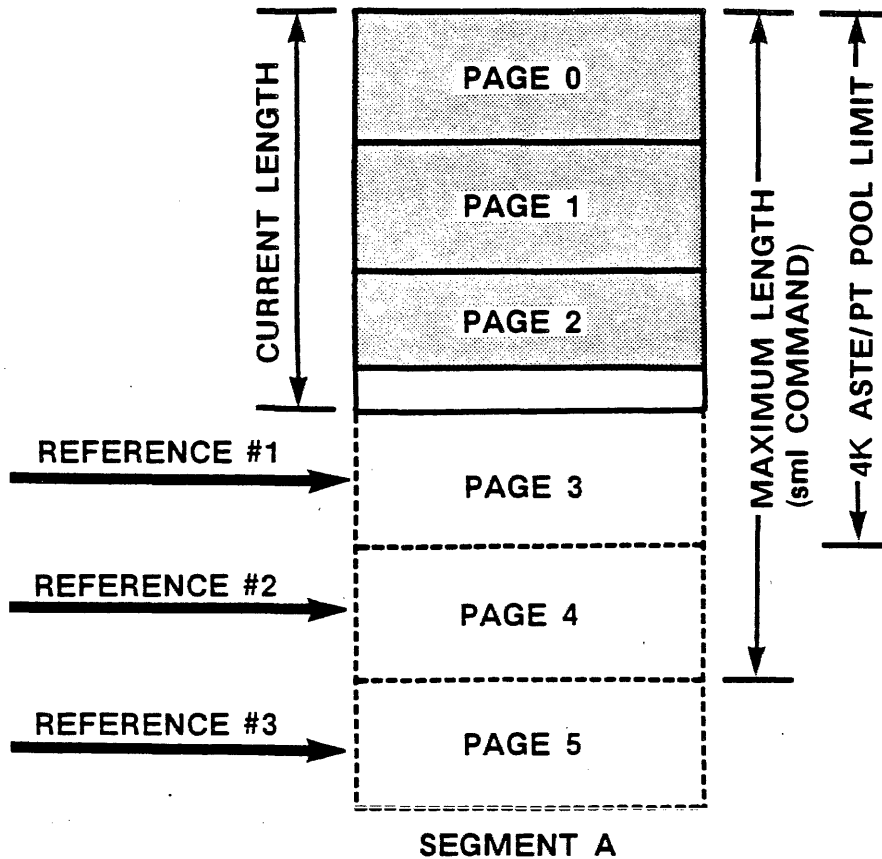 CURRENT LENGTH
PAGE 0
PAGE 1
PAGE 2
MAXIMUM LENGTH
(sml COMMAND)
4K ASTE/PT POOL LIMIT
REFERENCE #1
PAGE 3
REFERENCE #2
PAGE 4
REFERENCE #3
PAGE 5
SEGMENT A